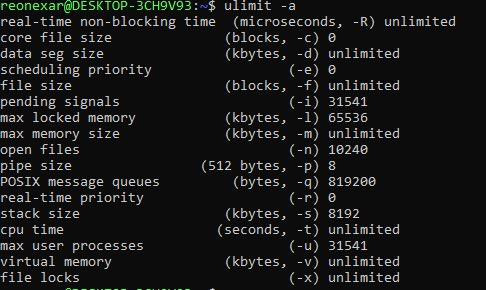 reonexar@DESKTOP-3CH9V93:~$ ulimit -a
real-time non-blocking time  (microseconds, -R) unlimited
core file size              (blocks, -c) 0
data seg size               (kbytes, -d) unlimited
scheduling priority                 (-e) 0
file size                   (blocks, -f) unlimited
pending signals                     (-i) 31541
max locked memory           (kbytes, -l) 65536
max memory size             (kbytes, -m) unlimited
open files                          (-n) 10240
pipe size                (512 bytes, -p) 8
POSIX message queues         (bytes, -q) 819200
real-time priority                  (-r) 0
stack size                  (kbytes, -s) 8192
cpu time                   (seconds, -t) unlimited
max user processes                  (-u) 31541
virtual memory              (kbytes, -v) unlimited
file locks                          (-x) unlimited